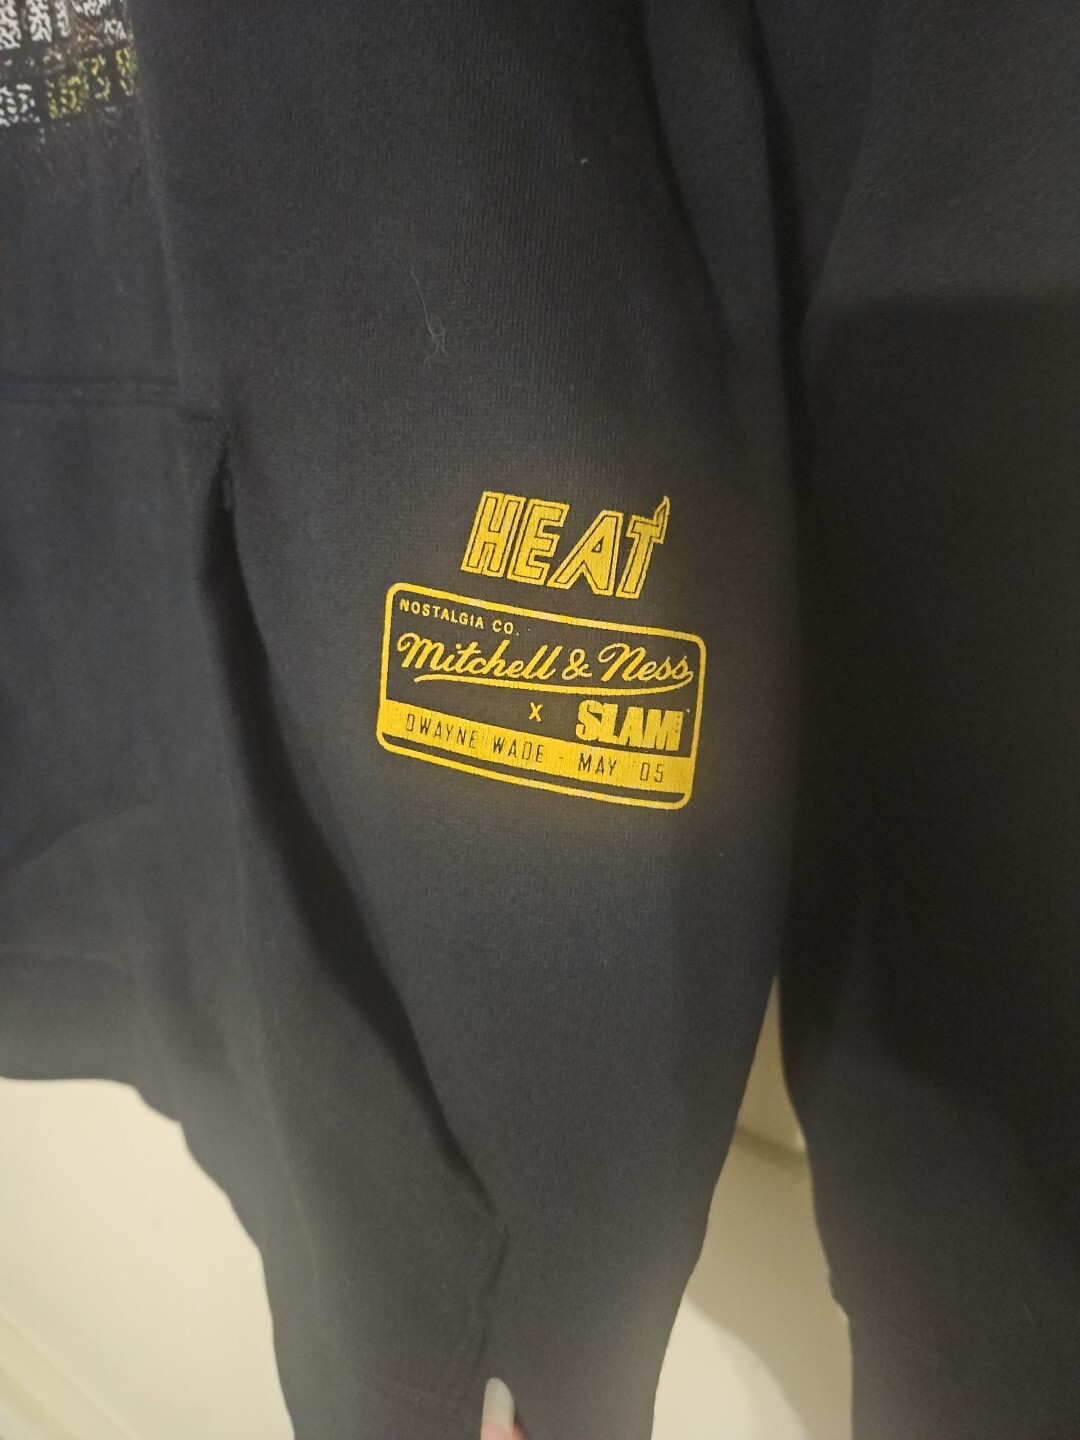 HEAT
NOSTALGIA CO.
Mitchell & Ness
X SLAM
DWAYNE WADE - MAY '05